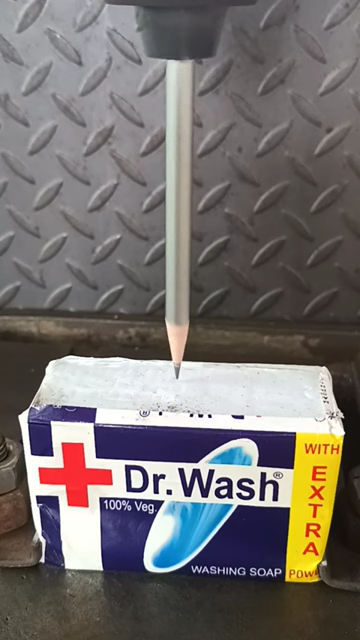 Dr.Wash®
100% Veg.
WASHING SOAP
WITH
EXTRA